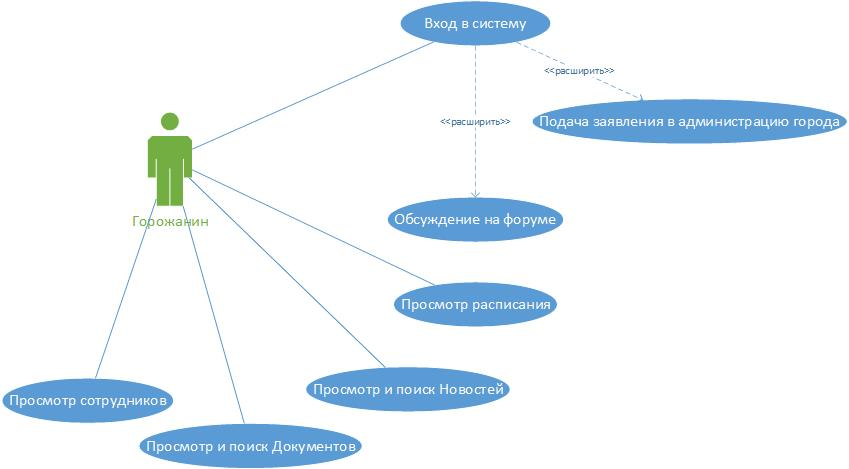 Вход в систему
<<расширить>>
Подача заявления в администрацию города
<<расширить>>
Горожанин
Обсуждение на форуме
Просмотр расписания
Просмотр и поиск Новостей
Просмотр сотрудников
Просмотр и поиск Документов